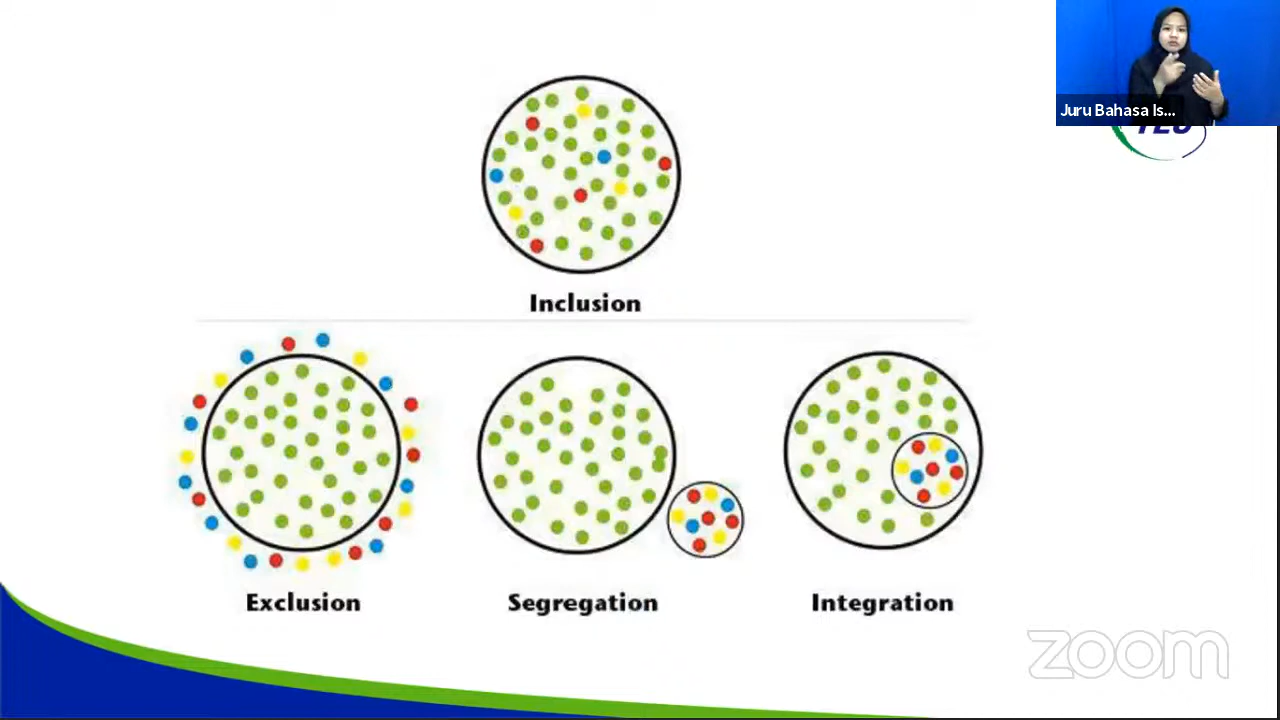 Juru Bahasa Is...
Inclusion
Exclusion
Segregation
Integration
zoom